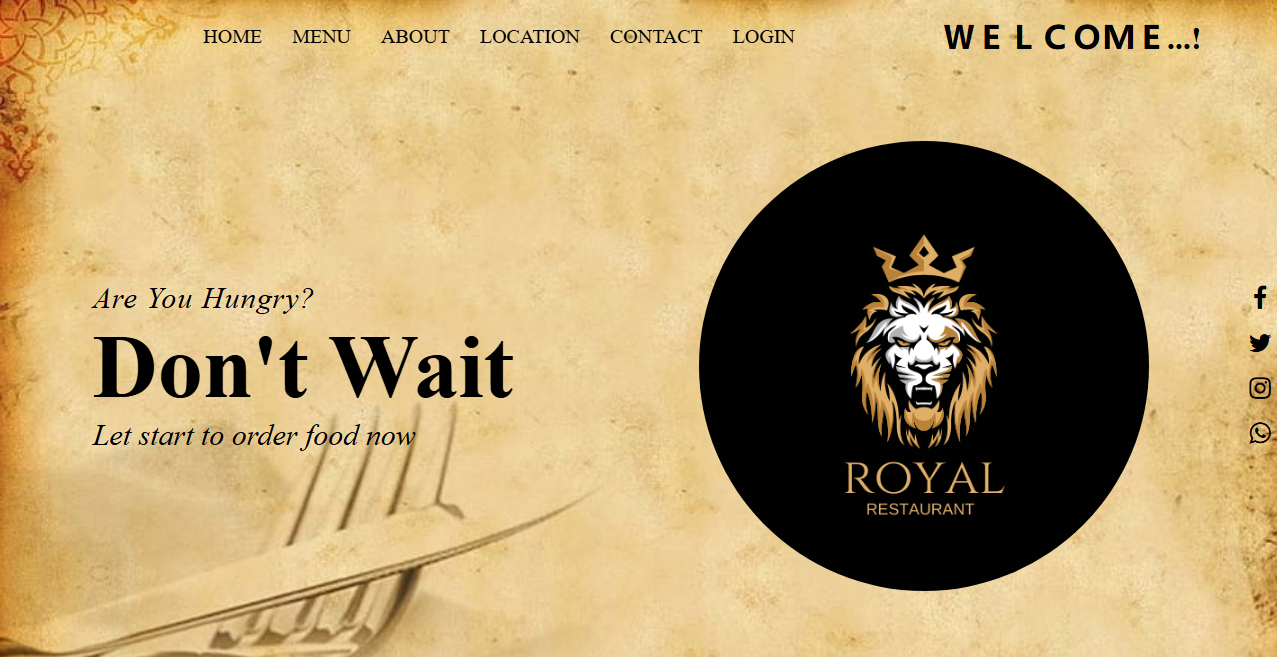 HOME MENU ABOUT LOCATION CONTACT LOGIN
W E L COME...!
Are You Hungry?
Don't Wait
Let start to order food now
ROYAL
RESTAURANT